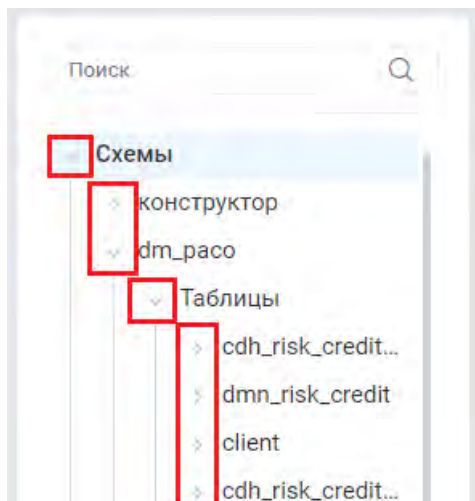 Поиск
Схемы
конструктор
dm_paco
Таблицы
cdh_risk_credit...
dmn_risk_credit
client
cdh_risk_credit...